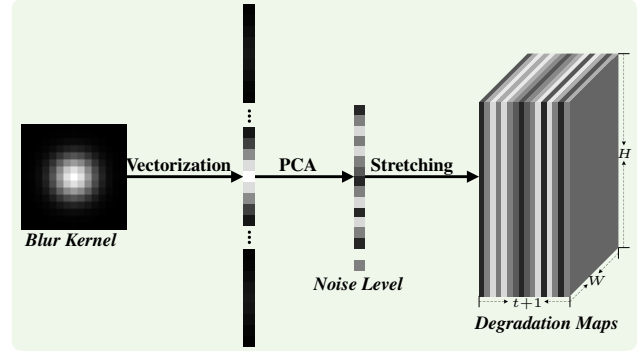 Vectorization
PCA
Stretching
H
Blur Kernel
Noise Level
W
t+1
Degradation Maps